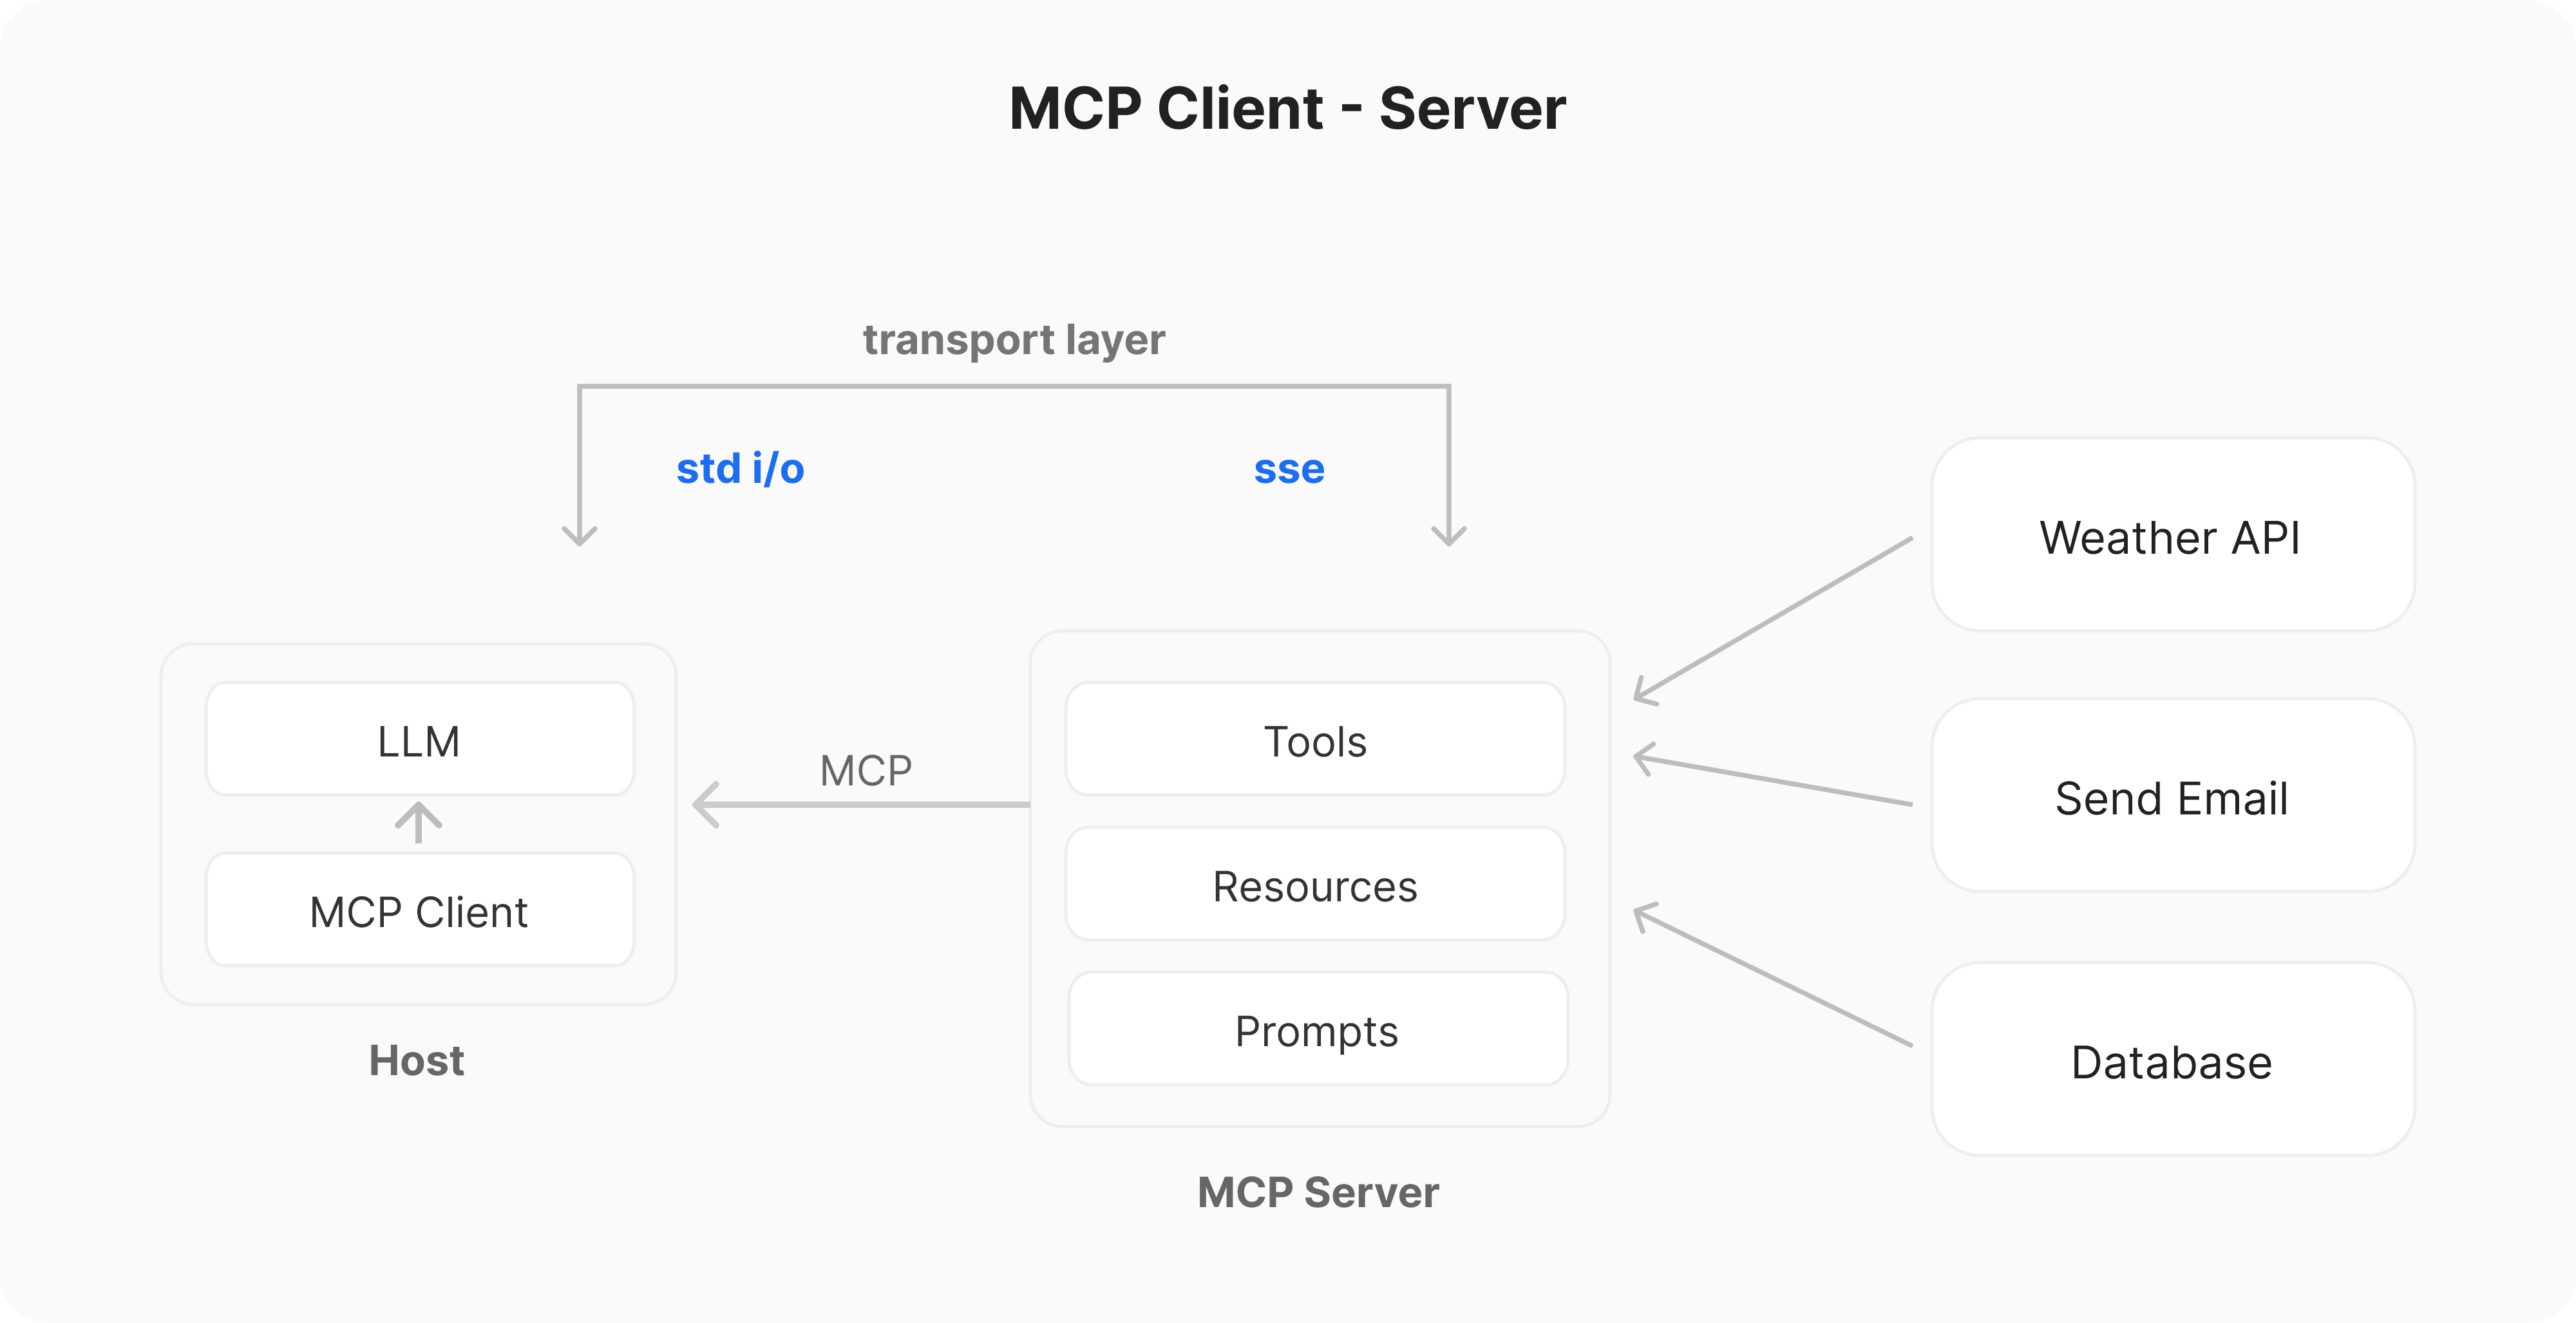 MCP Client - Server
transport layer
std i/o
sse
LLM
MCP Client
Host
MCP
Tools
Resources
Prompts
MCP Server
Weather API
Send Email
Database